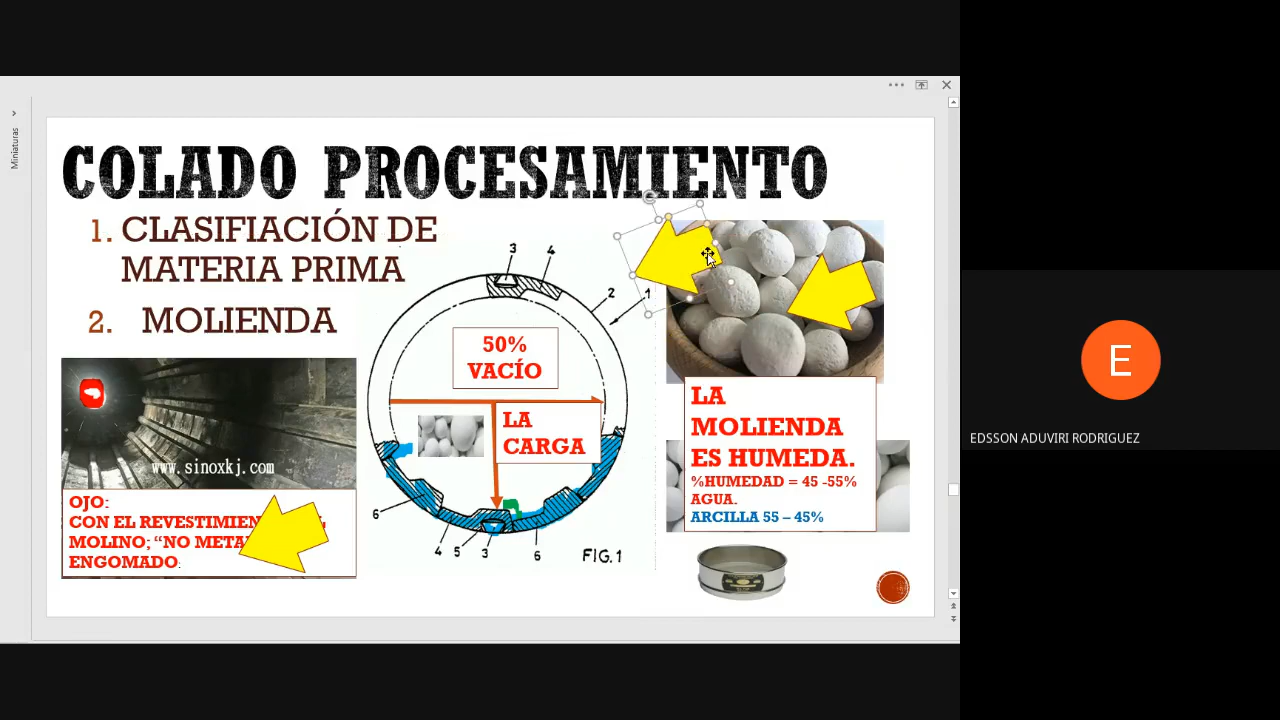 Miniaturas
COLADO PROCESAMIENTO
1. CLASIFIACIÓN DE
MATERIA PRIMA
2. MOLIENDA
www.sinoxkj.com
OJO:
CON EL REVESTIMIEN
MOLINO; “NO META
ENGOMADO.
3
4
2
1
50%
VACÍO
LA
CARGA
6
4
5
3
6
FIG.1
LA
MOLIENDA
ES HUMEDA.
%HUMEDAD = 45 -55%
AGUA.
ARCILLA 55 – 45%
E
EDSSON ADUVIRI RODRIGUEZ